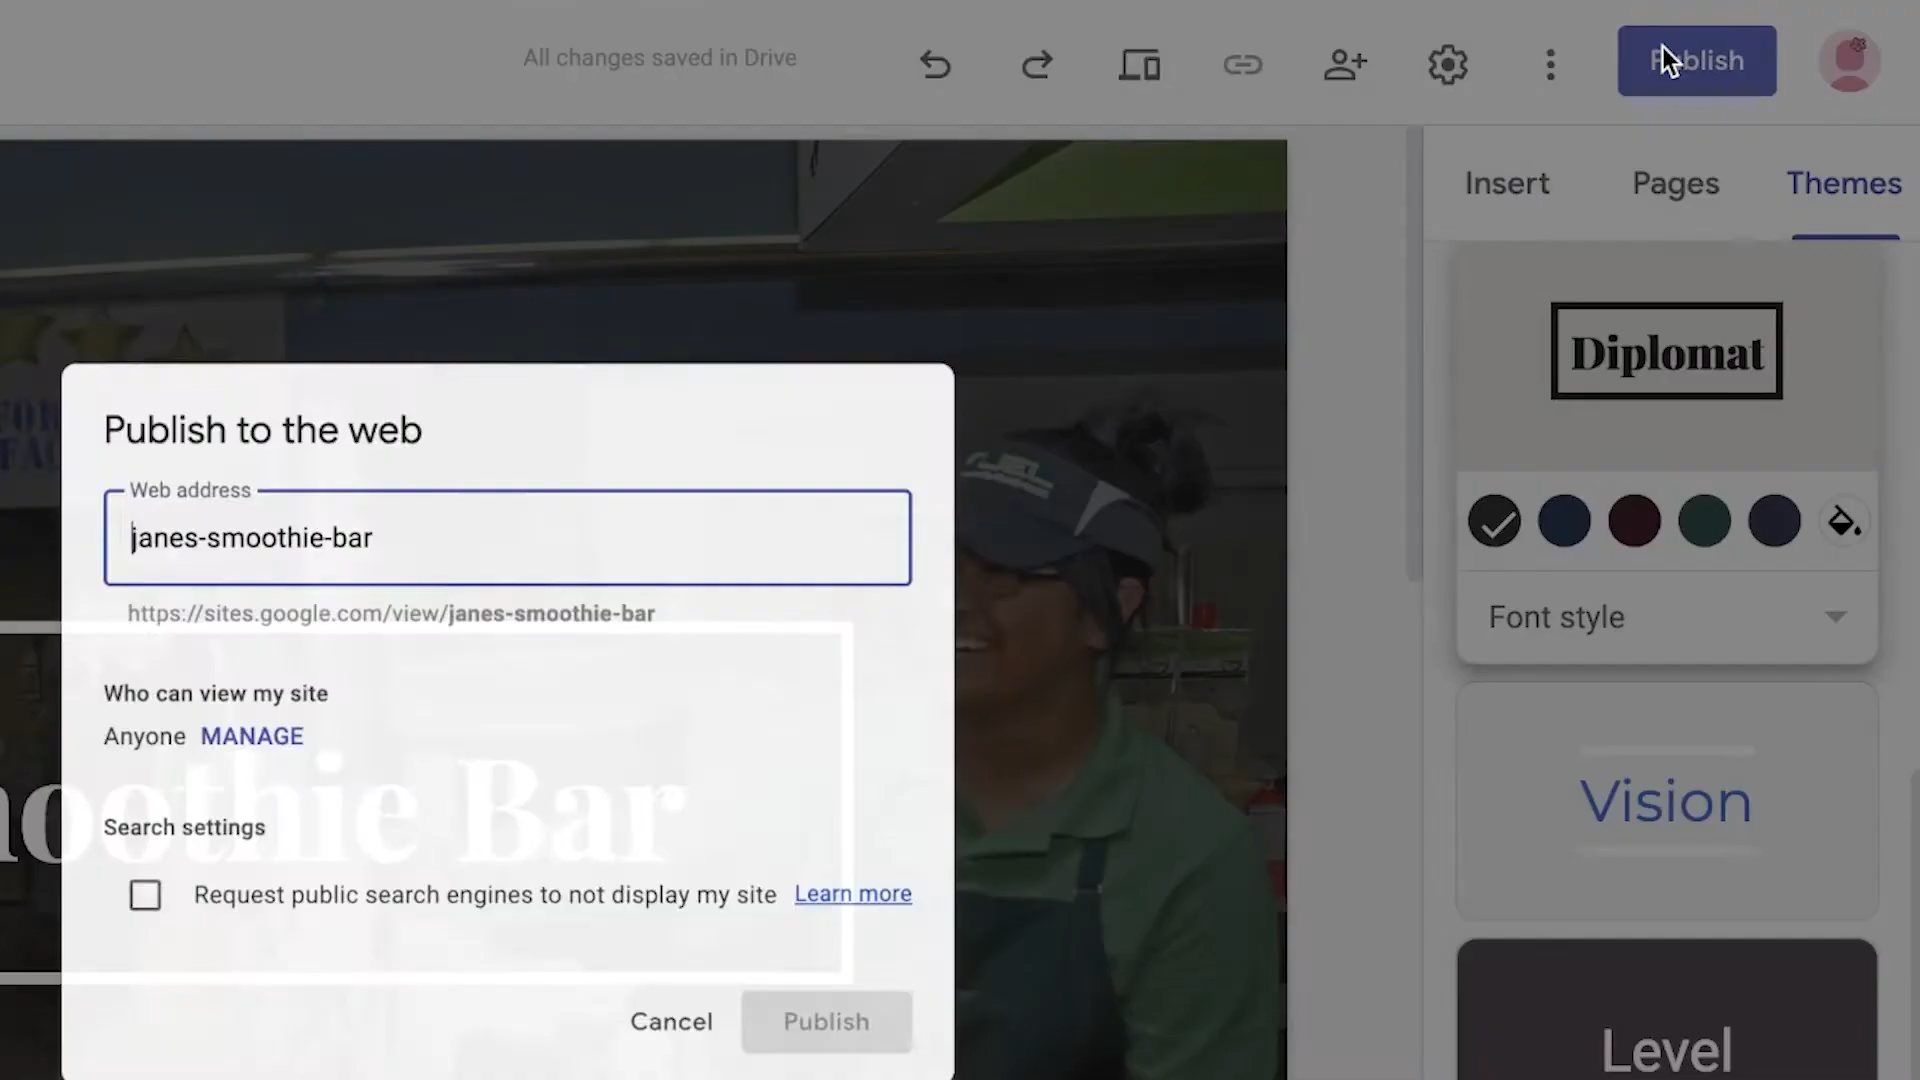 All changes saved in Drive
Publish
Insert
Pages
Themes
Diplomat
Publish to the web
Web address
janes-smoothie-bar
https://sites.google.com/view/janes-smoothie-bar
Font style
Who can view my site
Anyone MANAGE
oothie Bar
Vision
Search settings
Request public search engines to not display my site Learn more
Cancel
Publish
Level